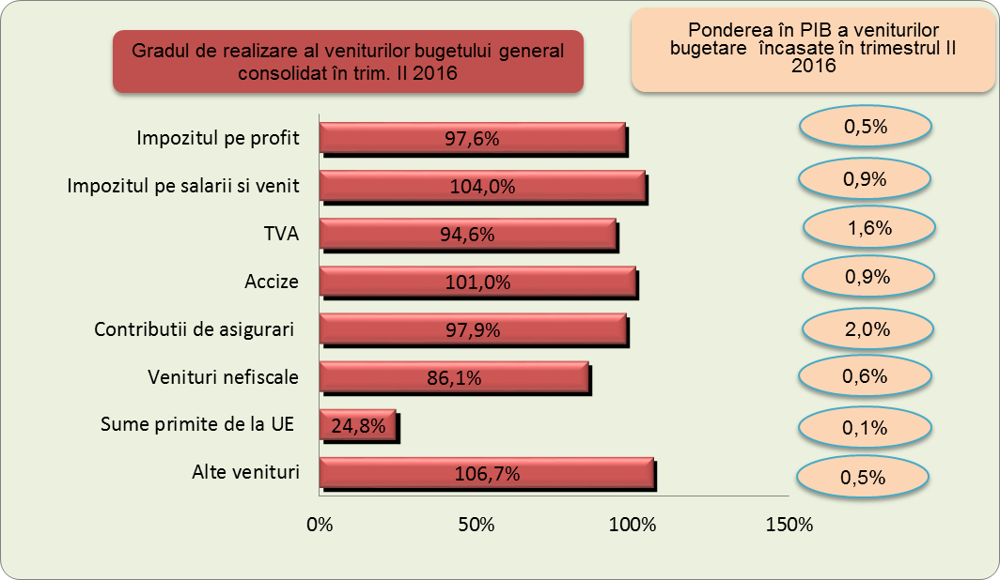 Gradul de realizare al veniturilor bugetului general
consolidat în trim. II 2016
Ponderea în PIB a veniturilor
bugetare încasate în trimestrul II
2016
Impozitul pe profit 97,6% 0,5%
Impozitul pe salarii si venit 104,0% 0,9%
TVA 94,6% 1,6%
Accize 101,0% 0,9%
Contributii de asigurari 97,9% 2,0%
Venituri nefiscale 86,1% 0,6%
Sume primite de la UE 24,8% 0,1%
Alte venituri 106,7% 0,5%
0% 50% 100% 150%